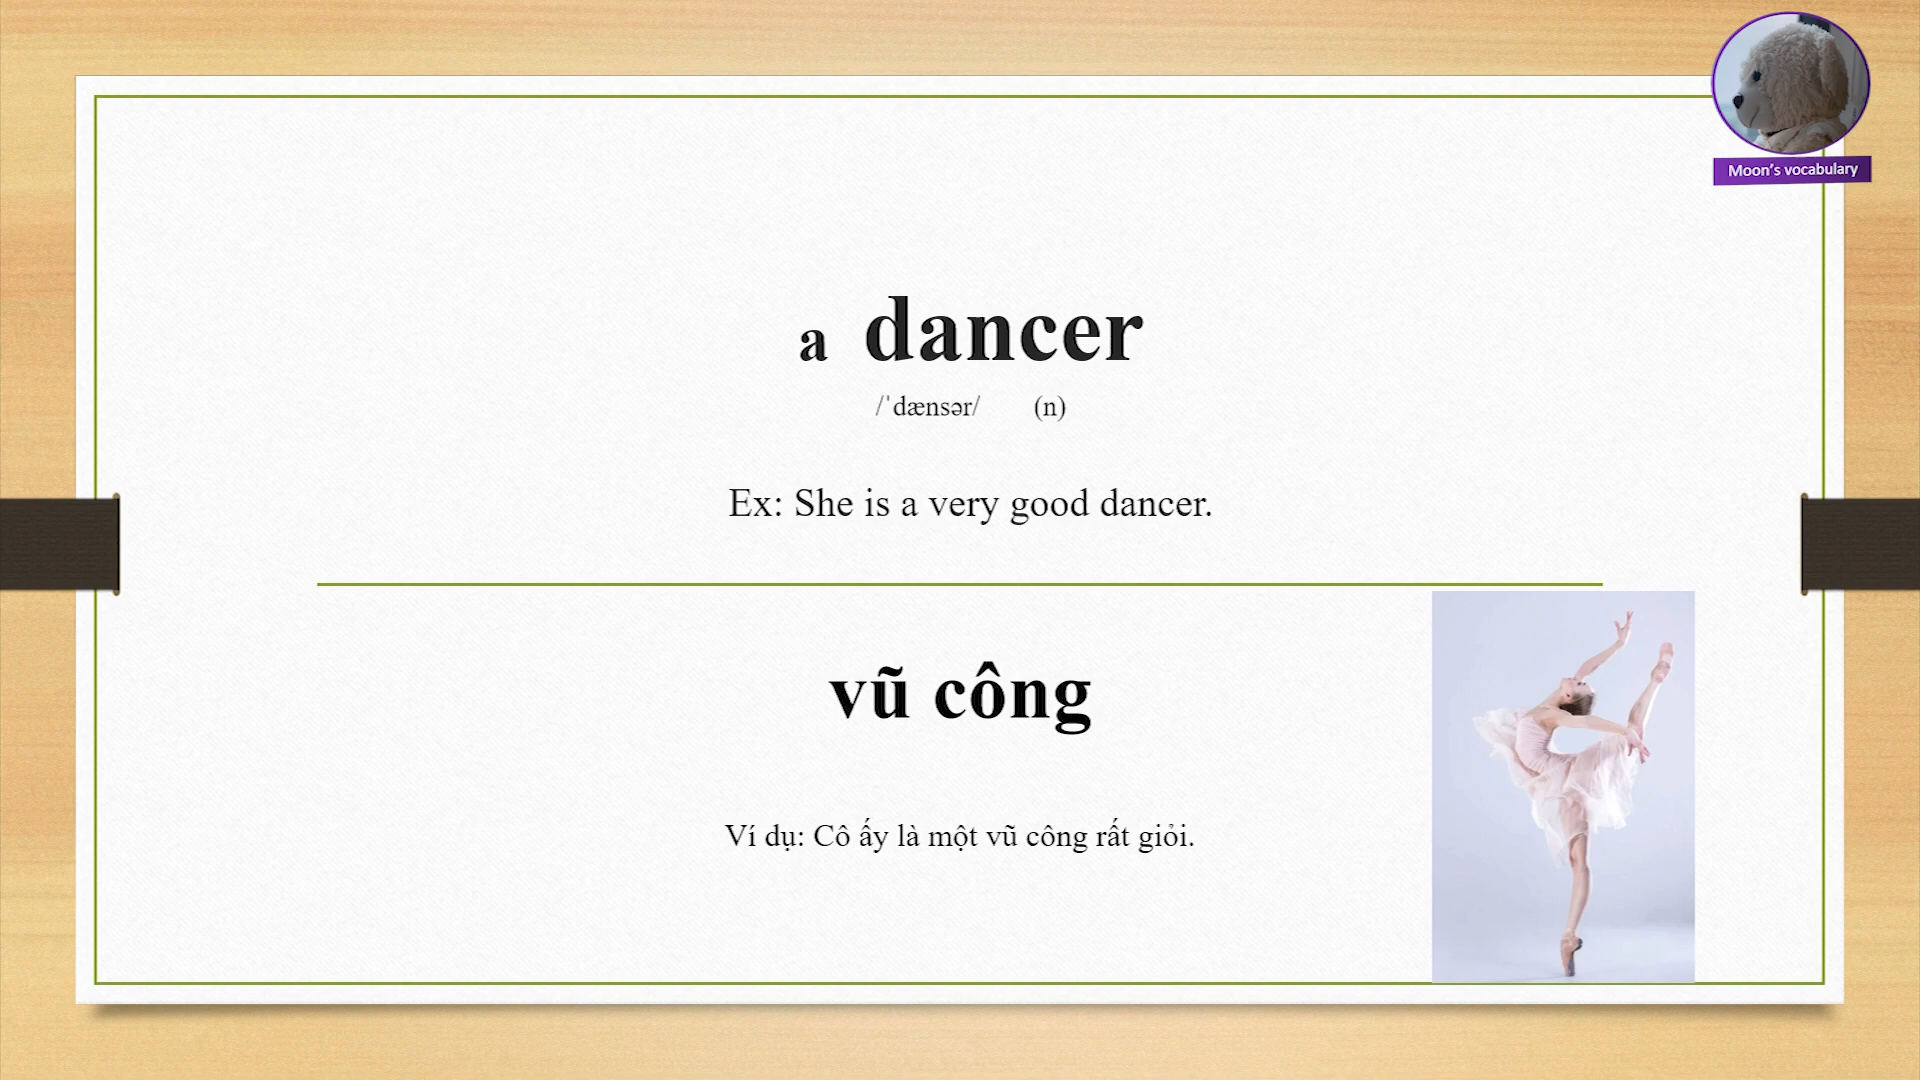 Moon's vocabulary
a dancer
/ˈdænsər/ (n)
Ex: She is a very good dancer.
vũ công
Ví dụ: Cô ấy là một vũ công rất giỏi.